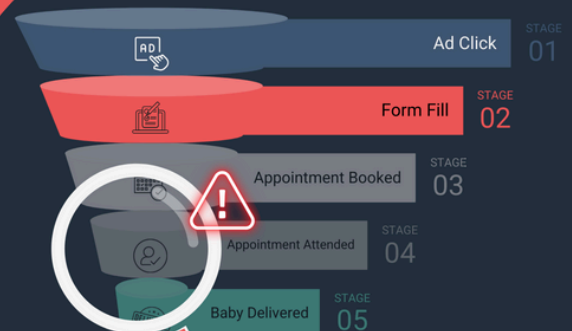 STAGE
AD
Ad Click
01
STAGE
Form Fill
02
STAGE
Appointment Booked
03
STAGE
Appointment Attended
04
STAGE
Baby Delivered
05
!